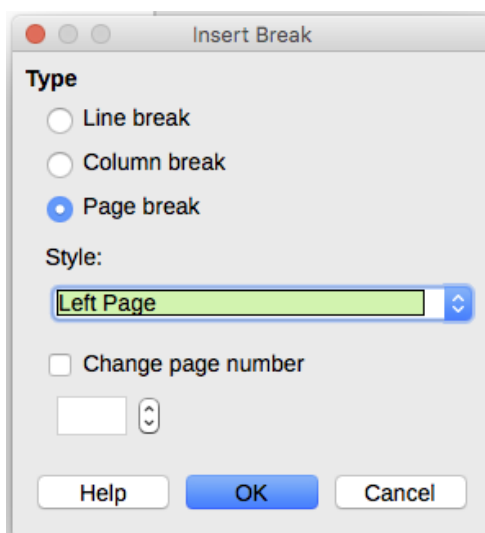 Insert Break
Type
Line break
Column break
Page break
Style:
Left Page
Change page number
Help OK Cancel